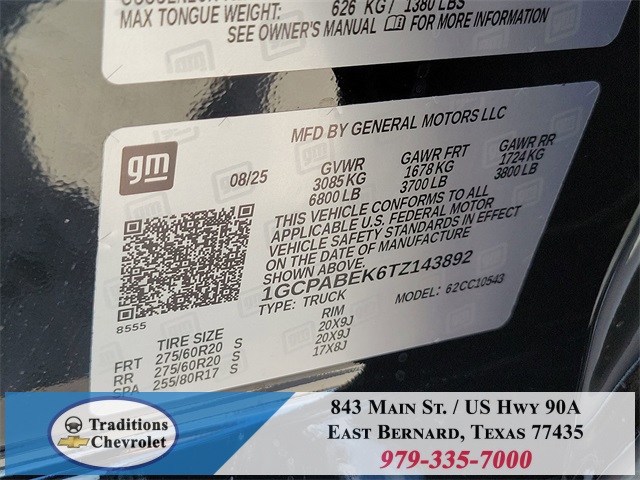 MAX TONGUE WEIGHT: 626 KG / 1380 LBS
SEE OWNER'S MANUAL FOR MORE INFORMATION
MFD BY GENERAL MOTORS LLC
gm
08/25
GVWR GAWR FRT GAWR RR
3085 KG 1678 KG 1724 KG
6800 LB 3700 LB 3800 LB
THIS VEHICLE CONFORMS TO ALL
APPLICABLE U.S. FEDERAL MOTOR
VEHICLE SAFETY STANDARDS IN EFFECT
ON THE DATE OF MANUFACTURE
SHOWN ABOVE.
1GCPABEK6TZ143892
TYPE: TRUCK MODEL: 62CC10543
8555
TIRE SIZE RIM
FRT 275/60R20 S 20X9J
RR 275/60R20 S 20X9J
SPA 255/80R17 S 17X8J
Traditions
Chevrolet
843 Main St. / US Hwy 90A
East Bernard, Texas 77435
979-335-7000